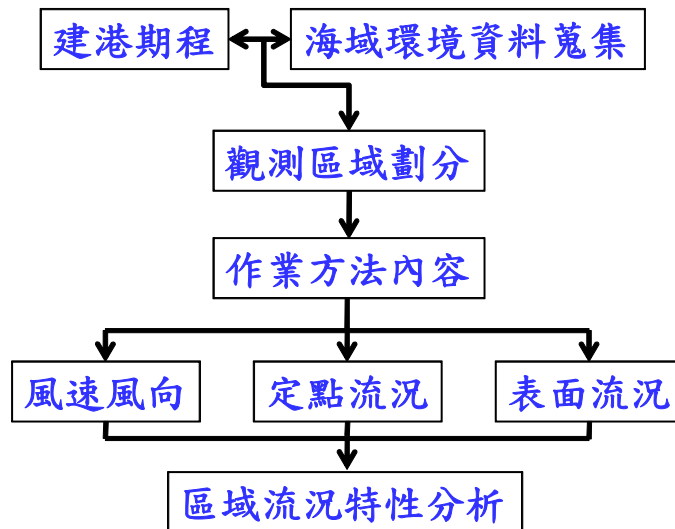 建港期程
海域環境資料蒐集
觀測區域劃分
作業方法內容
風速風向
定點流況
表面流況
區域流況特性分析